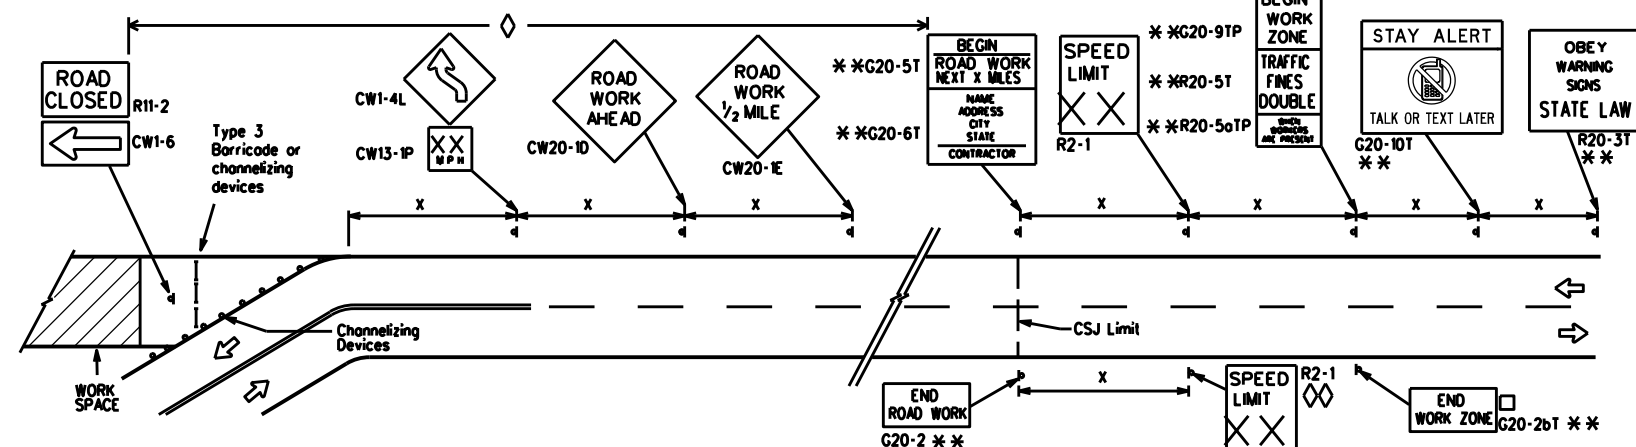 ROAD
CLOSED
R11-2
CW1-6
Type 3
Barricade or
channelizing
devices
CW1-4L
CW13-1P
XX
MPH
X
ROAD
WORK
AHEAD
CW20-1D
X
ROAD
WORK
1/2 MILE
CW20-1E
X
* *G20-5T
* *G20-6T
BEGIN
ROAD WORK
NEXT X MILES
NAME
ADDRESS
CITY
STATE
CONTRACTOR
SPEED
LIMIT
X X
R2-1
X
* *G20-9TP
* *R20-5T
* *R20-5aTP
BEGIN
WORK
ZONE
TRAFFIC
FINES
DOUBLE
WHEN
WORKERS
ARE PRESENT
X
STAY ALERT
TALK OR TEXT LATER
G20-10T
* *
X
OBEY
WARNING
SIGNS
STATE LAW
R20-3T
* *
X
Channelizing
Devices
WORK
SPACE
CSJ Limit
END
ROAD WORK
G20-2 * *
X
SPEED
LIMIT
X X
R2-1
END
WORK ZONE
G20-2bT * *